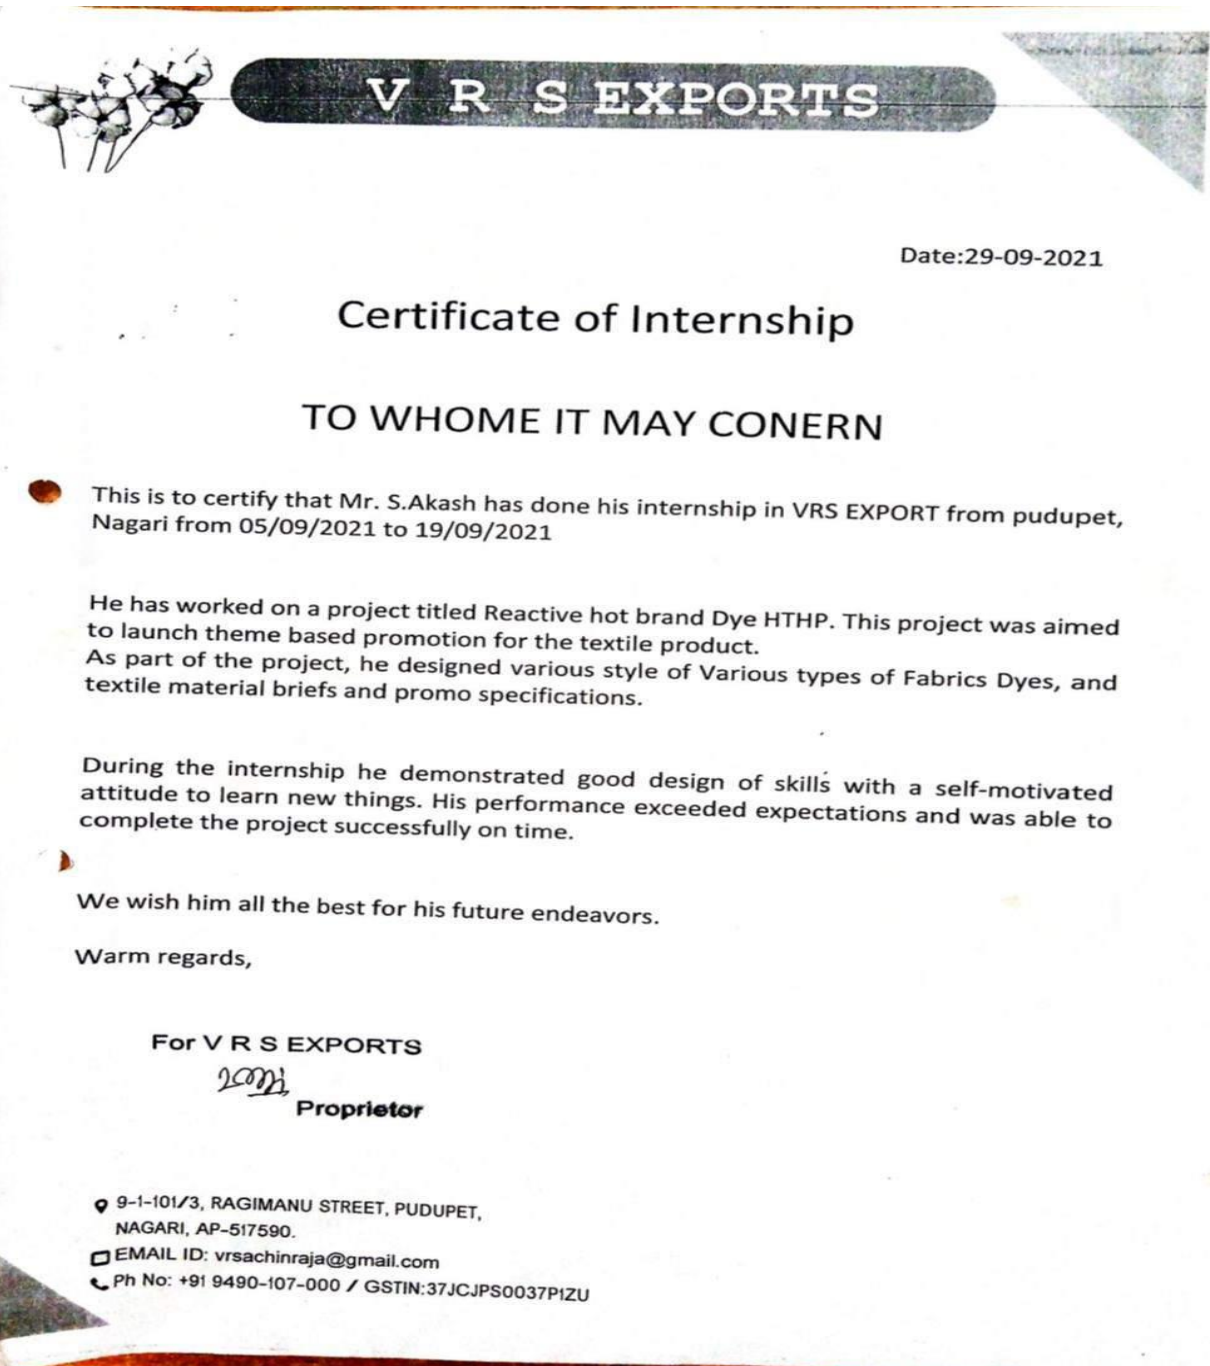 V R S EXPORTS
Date:29-09-2021
Certificate of Internship
TO WHOME IT MAY CONERN
This is to certify that Mr. S.Akash has done his internship in VRS EXPORT from pudupet,
Nagari from 05/09/2021 to 19/09/2021
He has worked on a project titled Reactive hot brand Dye HTHP. This project was aimed
to launch theme based promotion for the textile product.
As part of the project, he designed various style of Various types of Fabrics Dyes, and
textile material briefs and promo specifications.
During the internship he demonstrated good design of skills with a self-motivated
attitude to learn new things. His performance exceeded expectations and was able to
complete the project successfully on time.
We wish him all the best for his future endeavors.
Warm regards,
For V R S EXPORTS
Proprietor
9-1-101/3, RAGIMANU STREET, PUDUPET,
NAGARI, AP-517590.
EMAIL ID: vrsachinraja@gmail.com
Ph No: +91 9490-107-000 / GSTIN:37JCJPS0037P1ZU